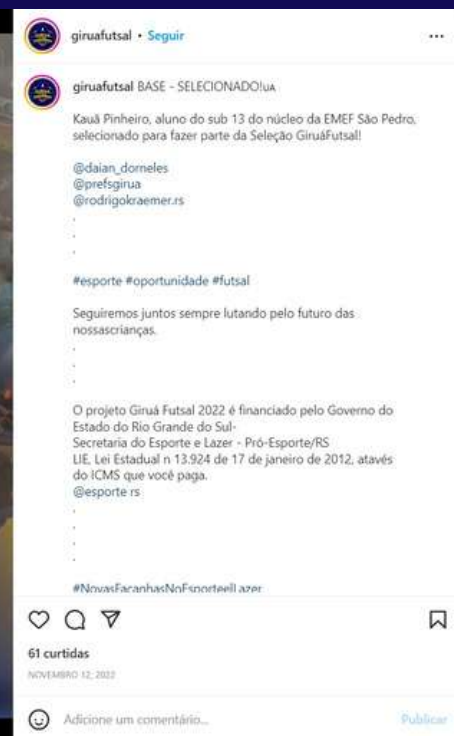 giruafutsal • Seguir
giruafutsal BASE - SELECIONADO!UA
Kauã Pinheiro, aluno do sub 13 do núcleo da EMEF São Pedro,
selecionado para fazer parte da Seleção GiruáFutsal!
@daian_dorneles
@prefsgirua
@rodrigokraemer.rs
.
.
.
#esporte #oportunidade #futsal
Seguiremos juntos sempre lutando pelo futuro das
nossascrianças.
.
.
.
O projeto Giruá Futsal 2022 é financiado pelo Governo do
Estado do Rio Grande do Sul-
Secretaria do Esporte e Lazer - Pró-Esporte/RS
LIE, Lei Estadual n 13.924 de 17 de janeiro de 2012, atavés
do ICMS que você paga.
@esporte rs
.
.
.
.
#NovasFaçanhasNoEsporteelLazer
61 curtidas
NOVEMBRO 12, 2022
Adicione um comentário...
Publicar